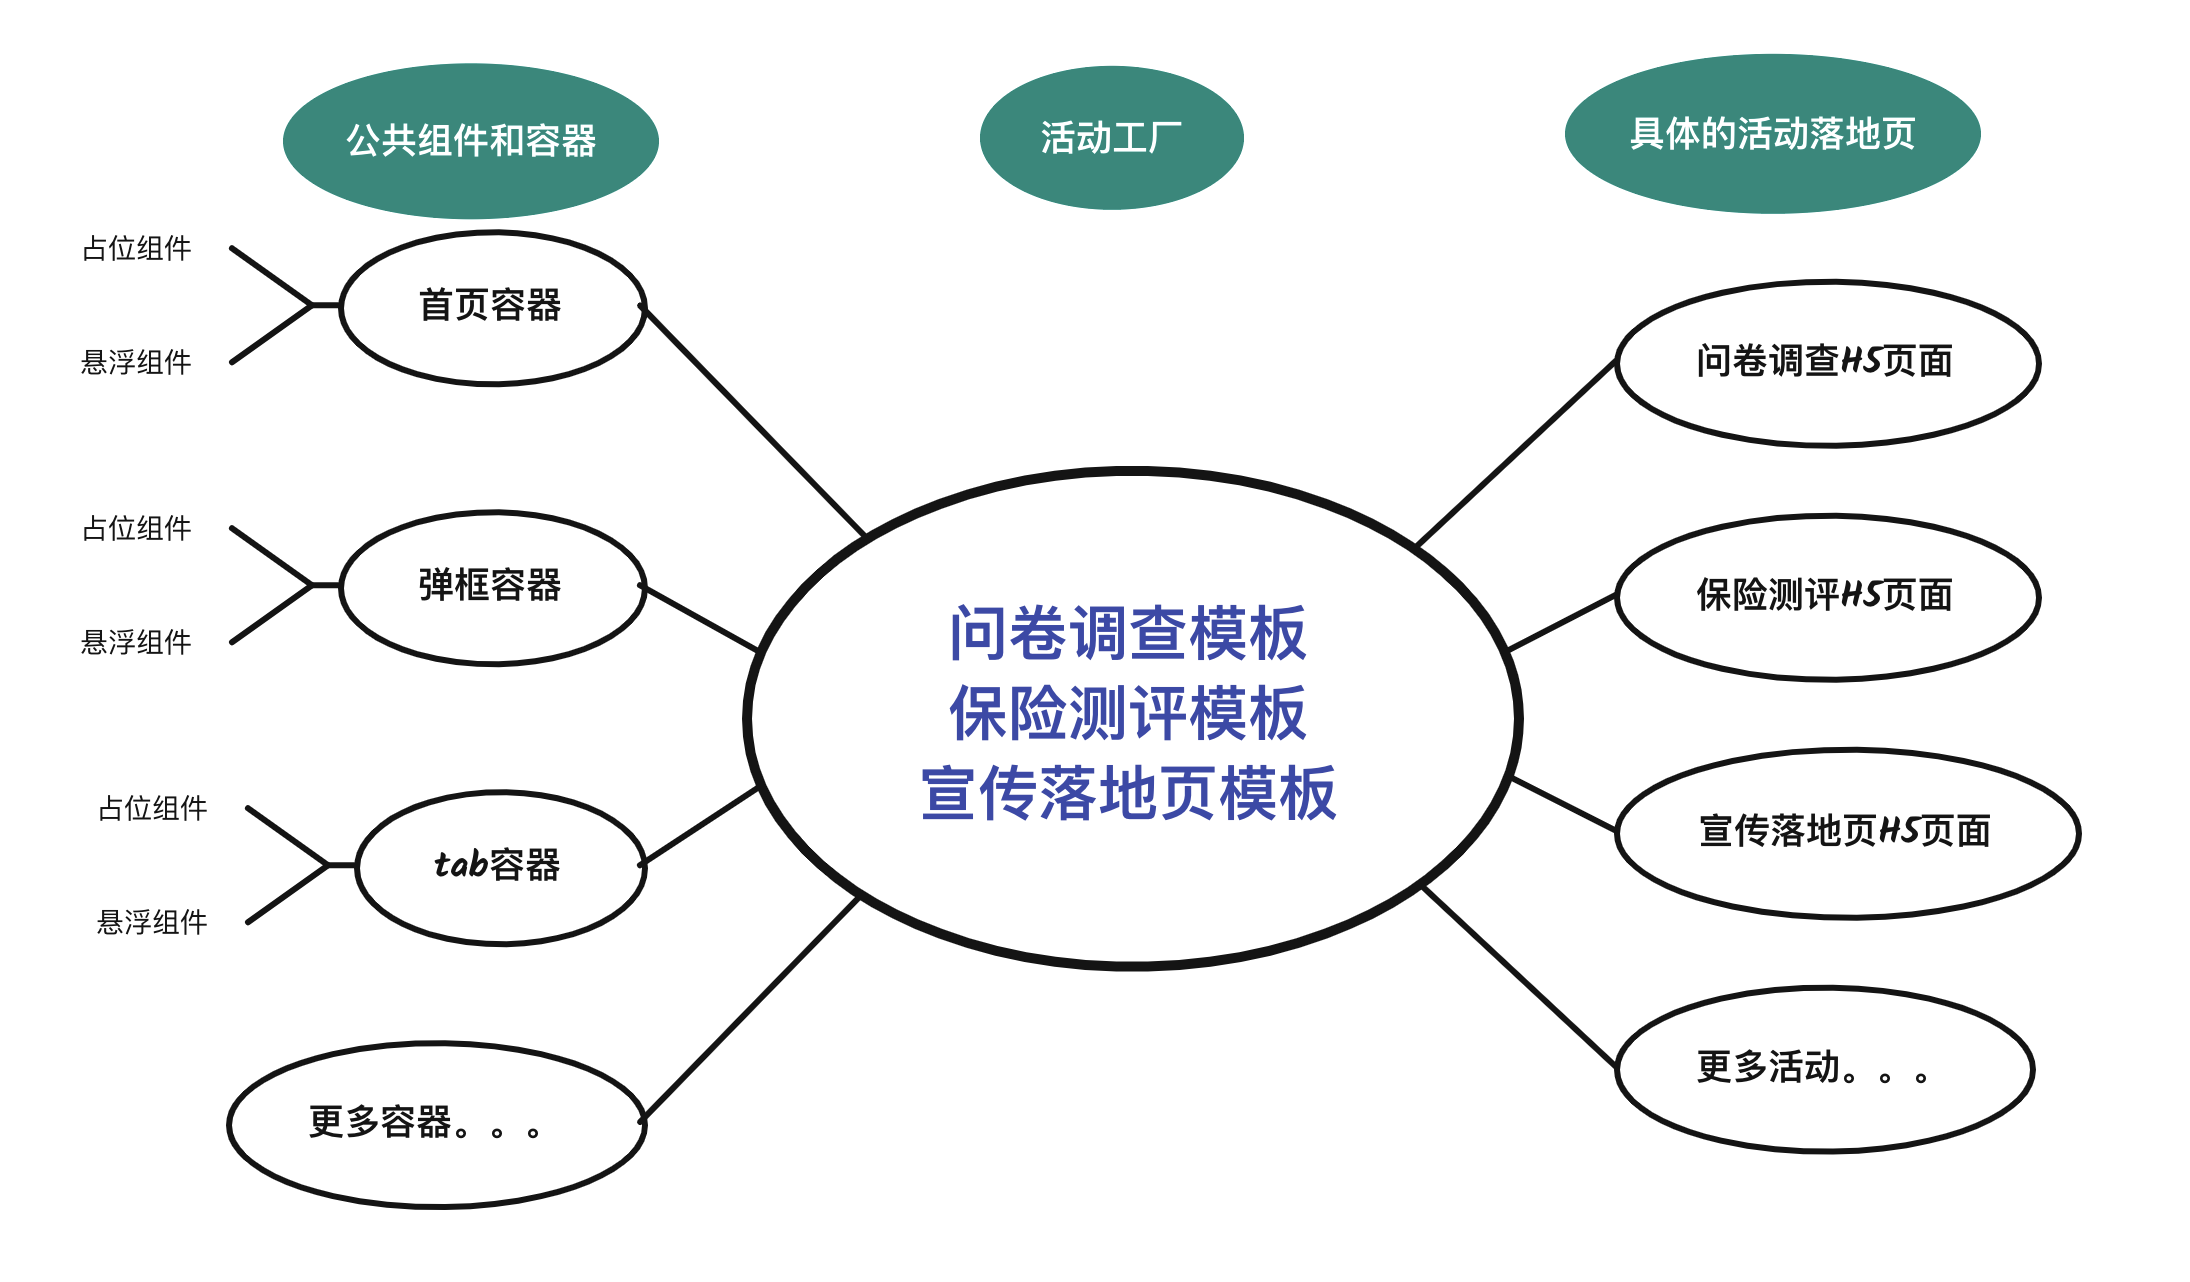 公共组件和容器
活动工厂
具体的活动落地页
占位组件
悬浮组件
首页容器
占位组件
悬浮组件
弹框容器
占位组件
悬浮组件
tab容器
更多容器。。。
问卷调查模板
保险测评模板
宣传落地页模板
问卷调查H5页面
保险测评H5页面
宣传落地页H5页面
更多活动。。。